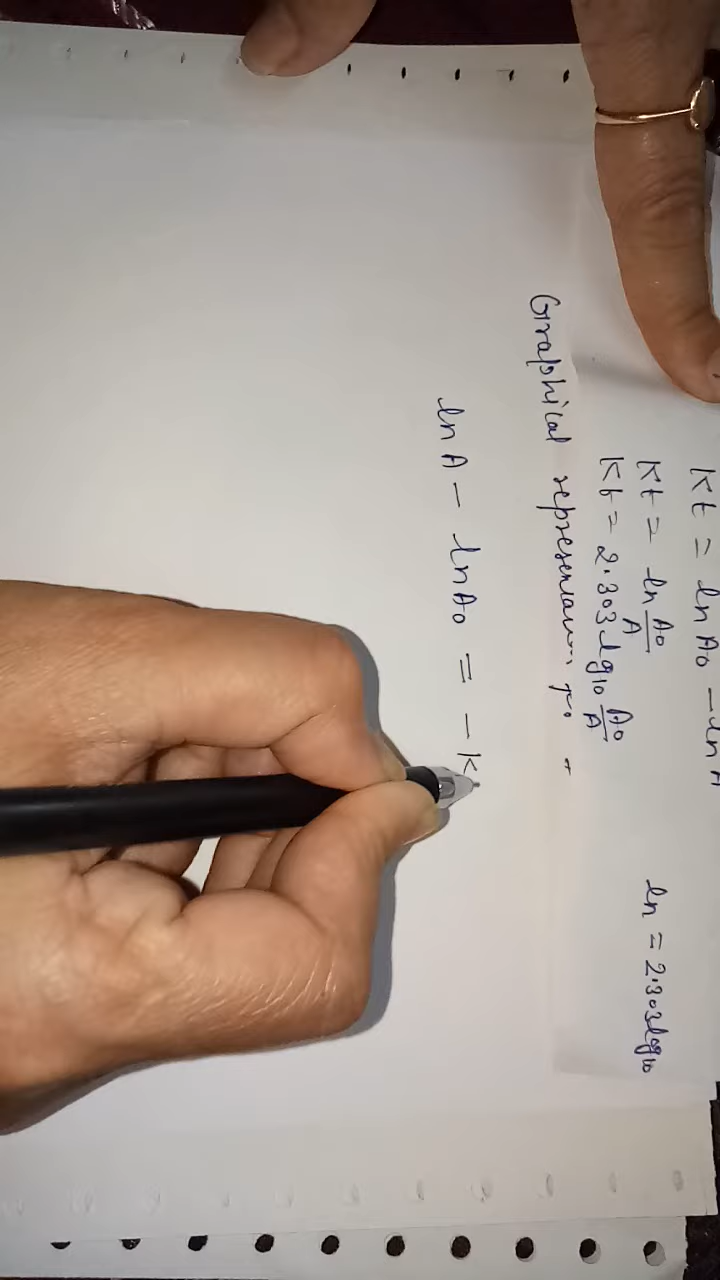 Kt = ln A₀ - ln A
Kt = ln A₀/A
ln = 2.303 log₁₀
Kt = 2.303 log₁₀ A₀/A
Graphical
ln A - ln A₀ = - K